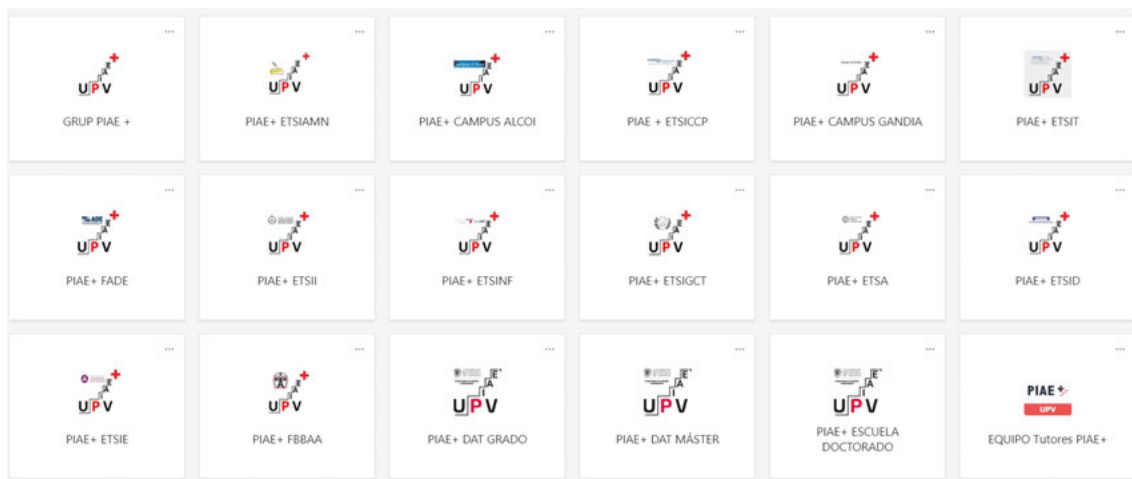 UPV
GRUP PIAE +
UPV
PIAE+ ETSIAMN
UPV
PIAE+ CAMPUS ALCOI
UPV
PIAE + ETSICCP
UPV
PIAE+ CAMPUS GANDIA
UPV
PIAE+ ETSIT
ADE
UPV
PIAE+ FADE
UPV
PIAE+ ETSII
UPV
PIAE+ ETSINF
UPV
PIAE+ ETSIGCT
UPV
PIAE+ ETSA
UPV
PIAE+ ETSID
UPV
PIAE+ ETSIE
UPV
PIAE+ FBBAA
UPV
PIAE+ DAT GRADO
UPV
PIAE+ DAT MÁSTER
UPV
PIAE+ ESCUELA
DOCTORADO
PIAE +
UPV
EQUIPO Tutores PIAE+